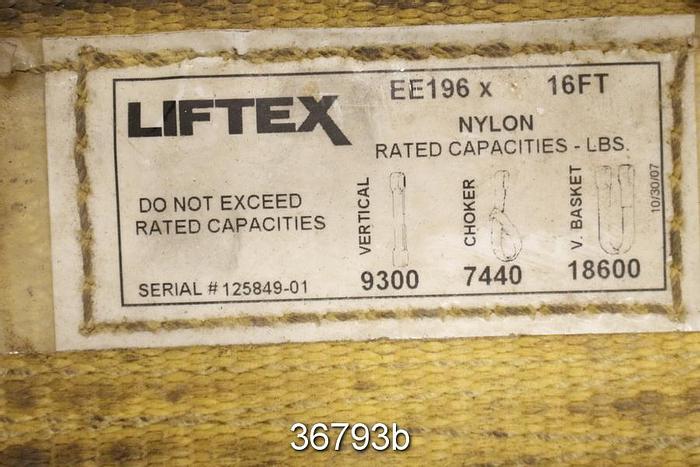 LIFTEX
EE196 x 16FT
NYLON
RATED CAPACITIES - LBS.
DO NOT EXCEED
RATED CAPACITIES
VERTICAL
9300
CHOKER
7440
V. BASKET
18600
10/30/07
SERIAL # 125849-01
36793b